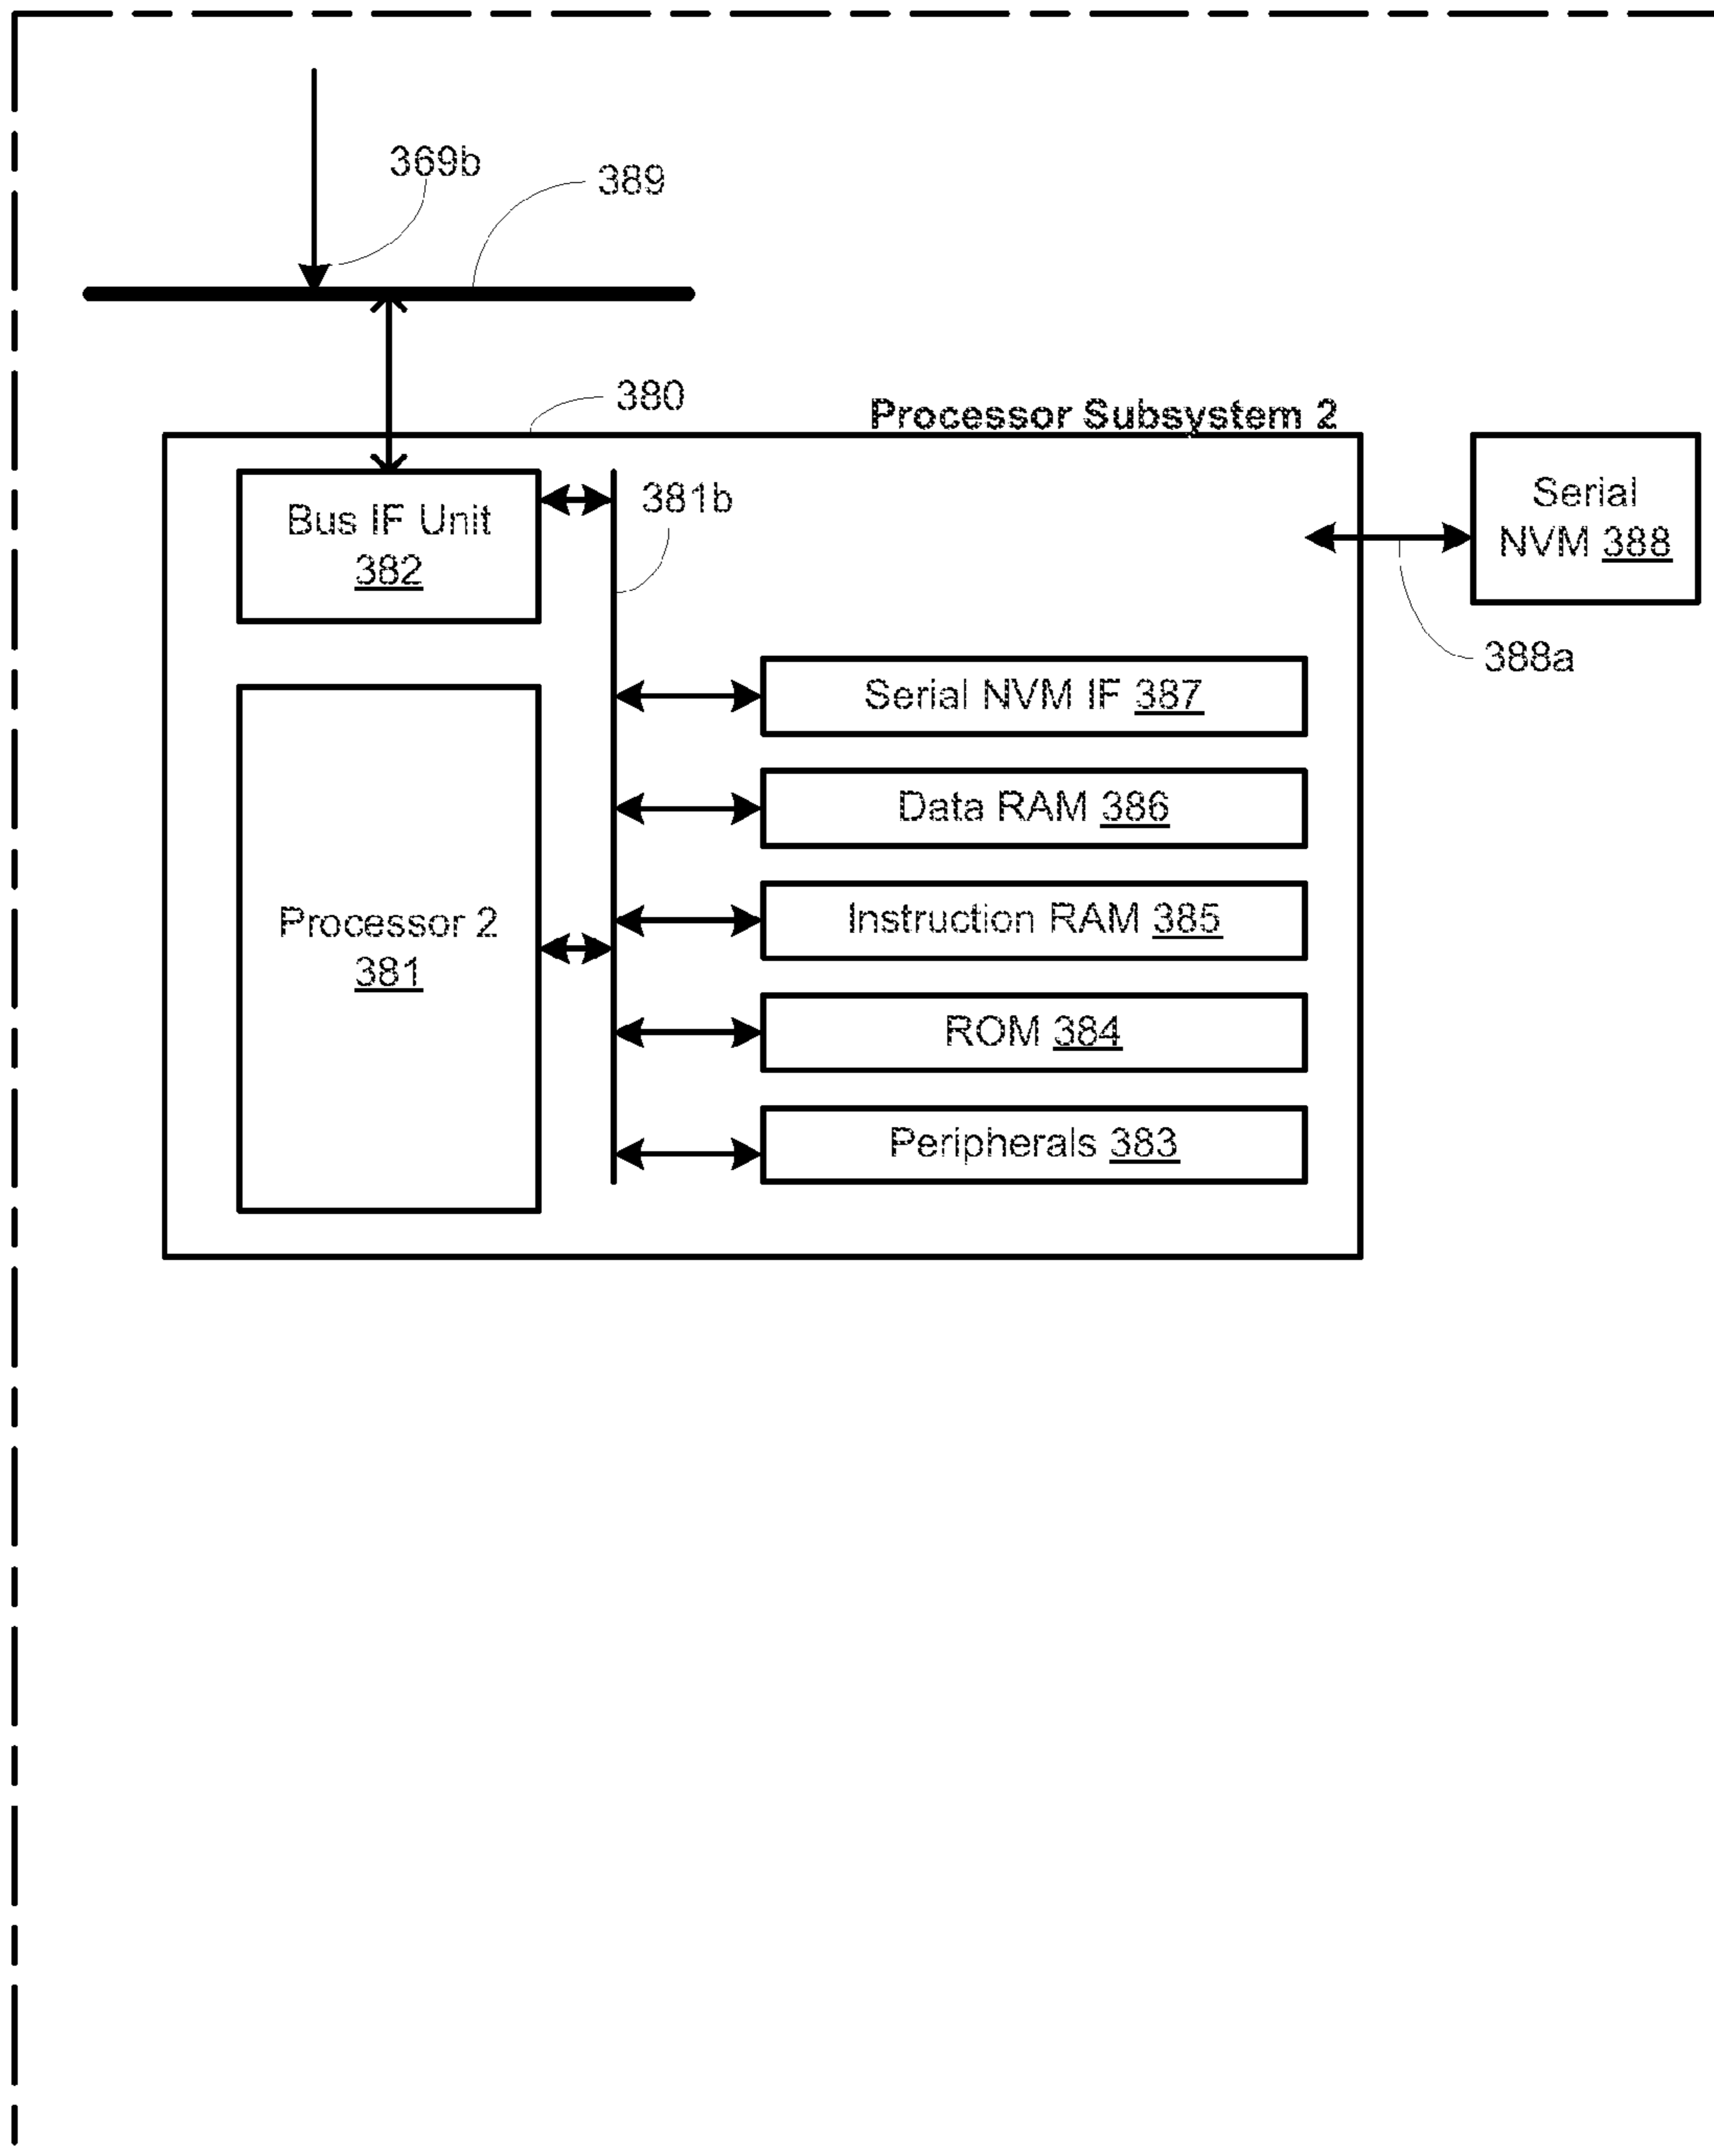 369b
389
380
Processor Subsystem 2
Bus IF Unit
382
381b
Serial
NVM 388
388a
Serial NVM IF 387
Data RAM 386
Processor 2
381
Instruction RAM 385
ROM 384
Peripherals 383